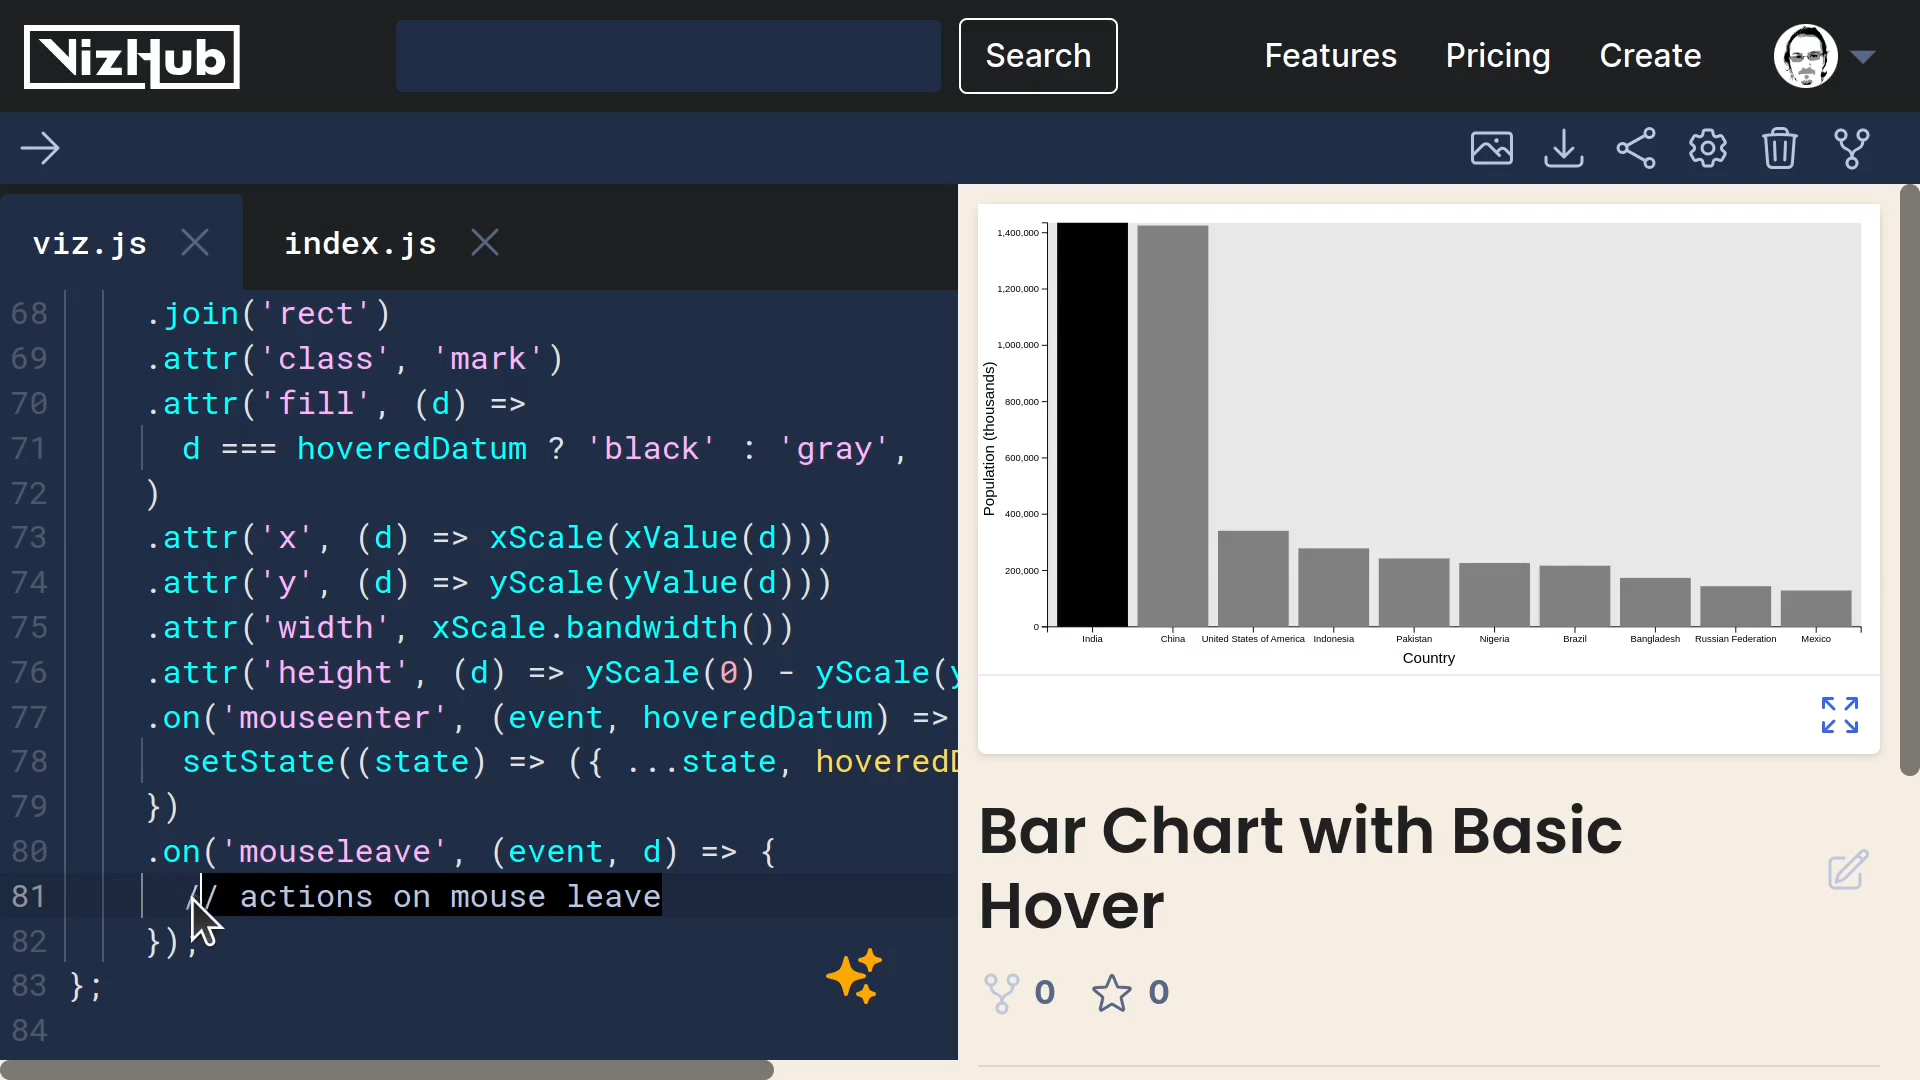 VizHub
Search
Features
Pricing
Create
viz.js
index.js
68 .join('rect')
69 .attr('class', 'mark')
70 .attr('fill', (d) =>
71 d === hoveredDatum ? 'black' : 'gray',
72 )
73 .attr('x', (d) => xScale(xValue(d)))
74 .attr('y', (d) => yScale(yValue(d)))
75 .attr('width', xScale.bandwidth())
76 .attr('height', (d) => yScale(0) - yScale(y
77 .on('mouseenter', (event, hoveredDatum) =>
78 setState((state) => ({ ...state, hoveredD
79 })
80 .on('mouseleave', (event, d) => {
81 // actions on mouse leave
82 });
83 };
84
1,400,000
1,200,000
1,000,000
800,000
600,000
400,000
200,000
0
Population (thousands)
India China United States of America Indonesia Pakistan Nigeria Brazil Bangladesh Russian Federation Mexico
Country
Bar Chart with Basic
Hover
0 0